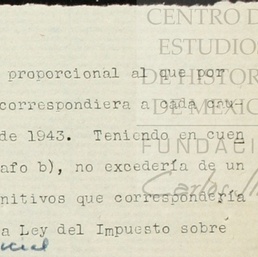 CENTRO D
ESTUDIO
DE HISTOR
DE MÉXIC
FUNDACI
Carlos
proporcional al que por
correspondiera a cada cau-
de 1943. Teniendo en cuen
afo b), no excedería de un
nitivos que correspondería
a Ley del Impuesto sobre